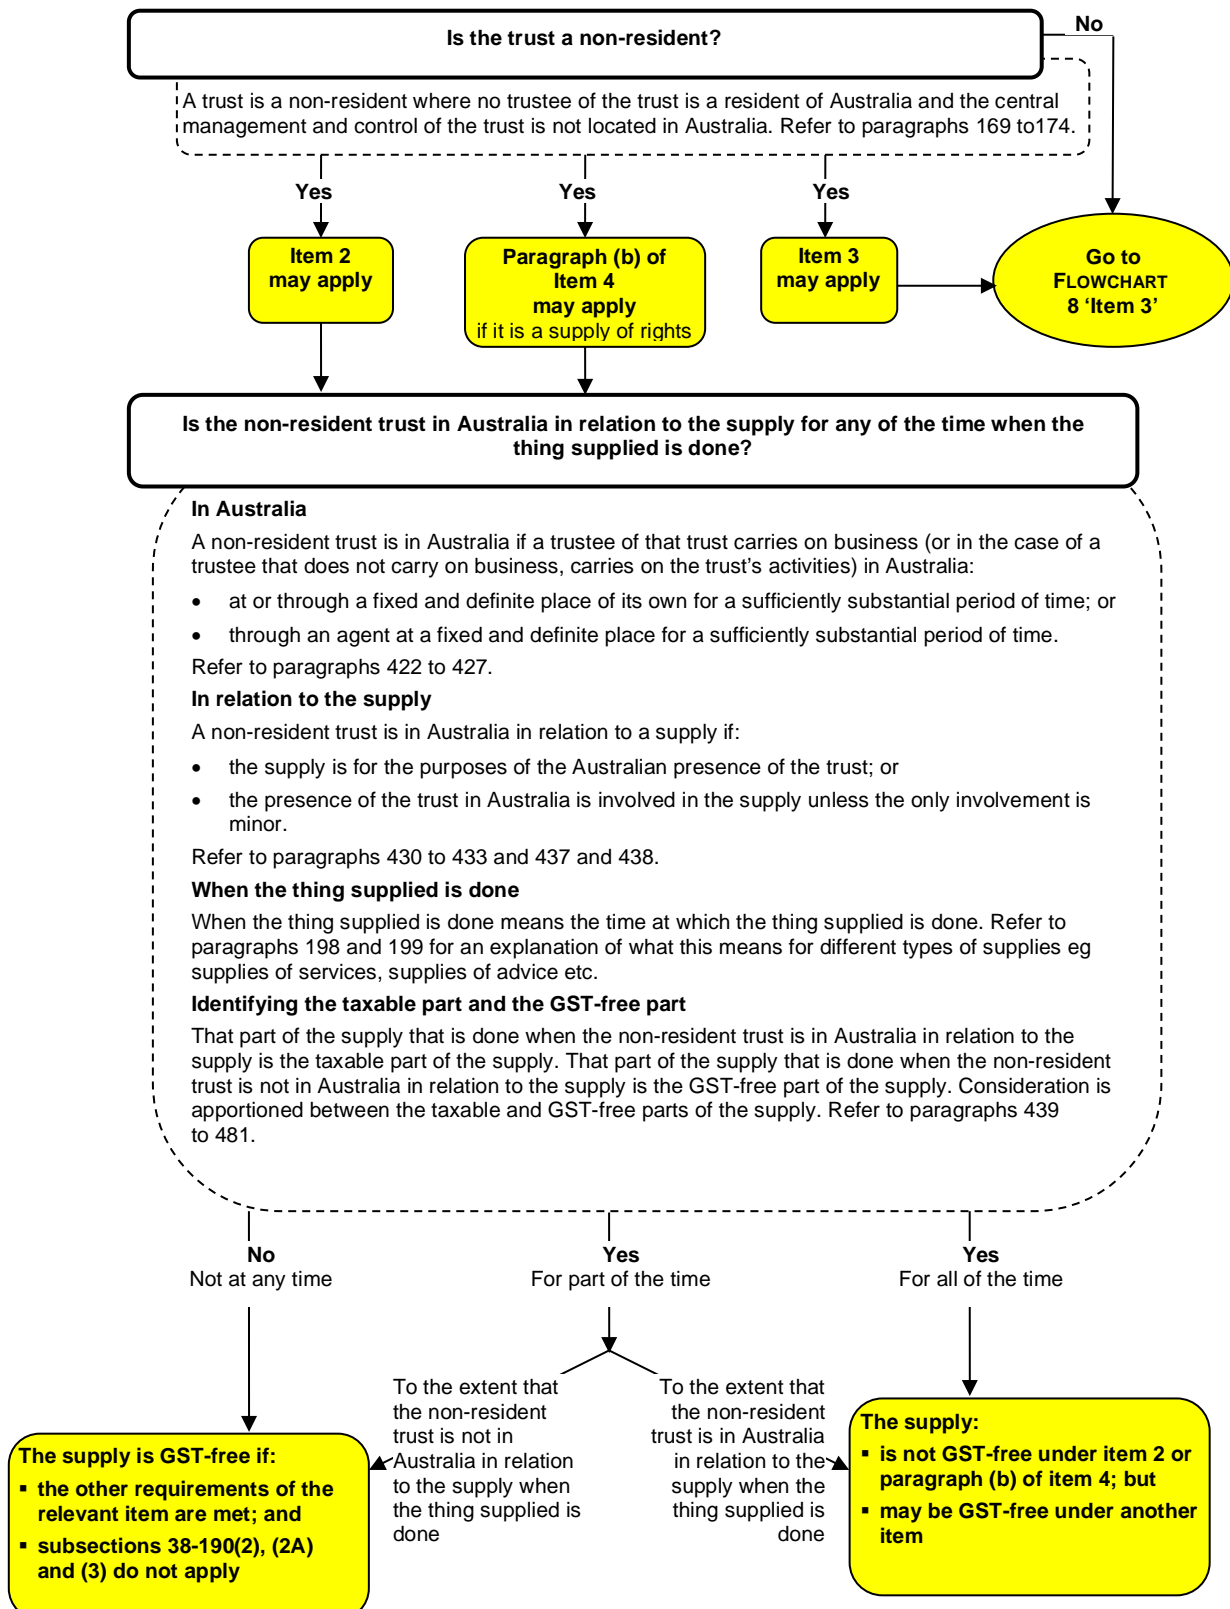 Is the trust a non-resident?
No
A trust is a non-resident where no trustee of the trust is a resident of Australia and the central
management and control of the trust is not located in Australia. Refer to paragraphs 169 to174.
Yes
Yes
Yes
Item 2
may apply
Paragraph (b) of
Item 4
may apply
if it is a supply of rights
Item 3
may apply
Go to
FLOWCHART
8 ‘Item 3’
Is the non-resident trust in Australia in relation to the supply for any of the time when the
thing supplied is done?
In Australia
A non-resident trust is in Australia if a trustee of that trust carries on business (or in the case of a
trustee that does not carry on business, carries on the trust’s activities) in Australia:
• at or through a fixed and definite place of its own for a sufficiently substantial period of time; or
• through an agent at a fixed and definite place for a sufficiently substantial period of time.
Refer to paragraphs 422 to 427.
In relation to the supply
A non-resident trust is in Australia in relation to a supply if:
• the supply is for the purposes of the Australian presence of the trust; or
• the presence of the trust in Australia is involved in the supply unless the only involvement is
minor.
Refer to paragraphs 430 to 433 and 437 and 438.
When the thing supplied is done
When the thing supplied is done means the time at which the thing supplied is done. Refer to
paragraphs 198 and 199 for an explanation of what this means for different types of supplies eg
supplies of services, supplies of advice etc.
Identifying the taxable part and the GST-free part
That part of the supply that is done when the non-resident trust is in Australia in relation to the
supply is the taxable part of the supply. That part of the supply that is done when the non-resident
trust is not in Australia in relation to the supply is the GST-free part of the supply. Consideration is
apportioned between the taxable and GST-free parts of the supply. Refer to paragraphs 439
to 481.
No
Not at any time
Yes
For part of the time
Yes
For all of the time
To the extent that
the non-resident
trust is not in
Australia in relation
to the supply when
the thing supplied is
done
To the extent that
the non-resident
trust is in Australia
in relation to the
supply when the
thing supplied is
done
The supply is GST-free if:
▪ the other requirements of the
relevant item are met; and
▪ subsections 38-190(2), (2A)
and (3) do not apply
The supply:
▪ is not GST-free under item 2 or
paragraph (b) of item 4; but
▪ may be GST-free under another
item